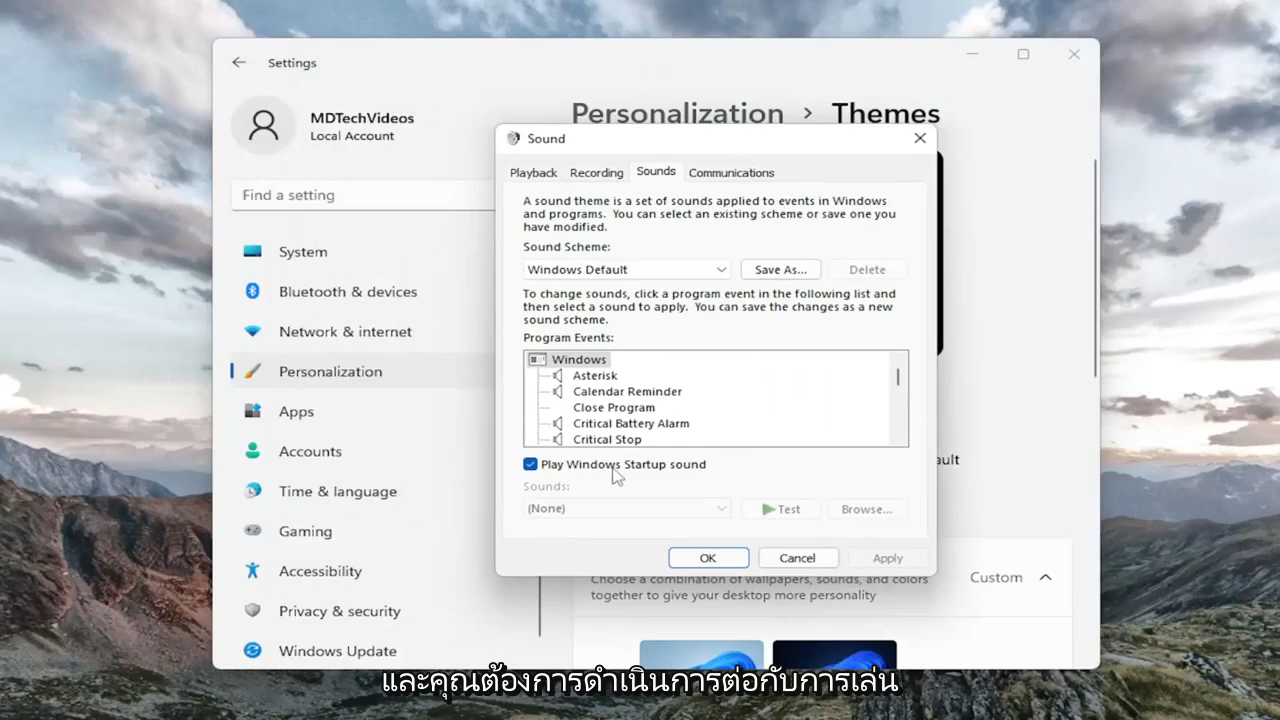 Settings
MDTechVideos
Local Account
Find a setting
System
Bluetooth & devices
Network & internet
Personalization
Apps
Accounts
Time & language
Gaming
Accessibility
Privacy & security
Windows Update
Personalization > Themes
Sound
Playback Recording Sounds Communications
A sound theme is a set of sounds applied to events in Windows
and programs. You can select an existing scheme or save one you
have modified.
Sound Scheme:
Windows Default Save As... Delete
To change sounds, click a program event in the following list and
then select a sound to apply. You can save the changes as a new
sound scheme.
Program Events:
Windows
Asterisk
Calendar Reminder
Close Program
Critical Battery Alarm
Critical Stop
Play Windows Startup sound
Sounds:
(None) Test Browse...
OK Cancel Apply
ault
Choose a combination of wallpapers, sounds, and colors
together to give your desktop more personality
Custom
และคุณต้องการดำเนินการต่อกับการเล่น